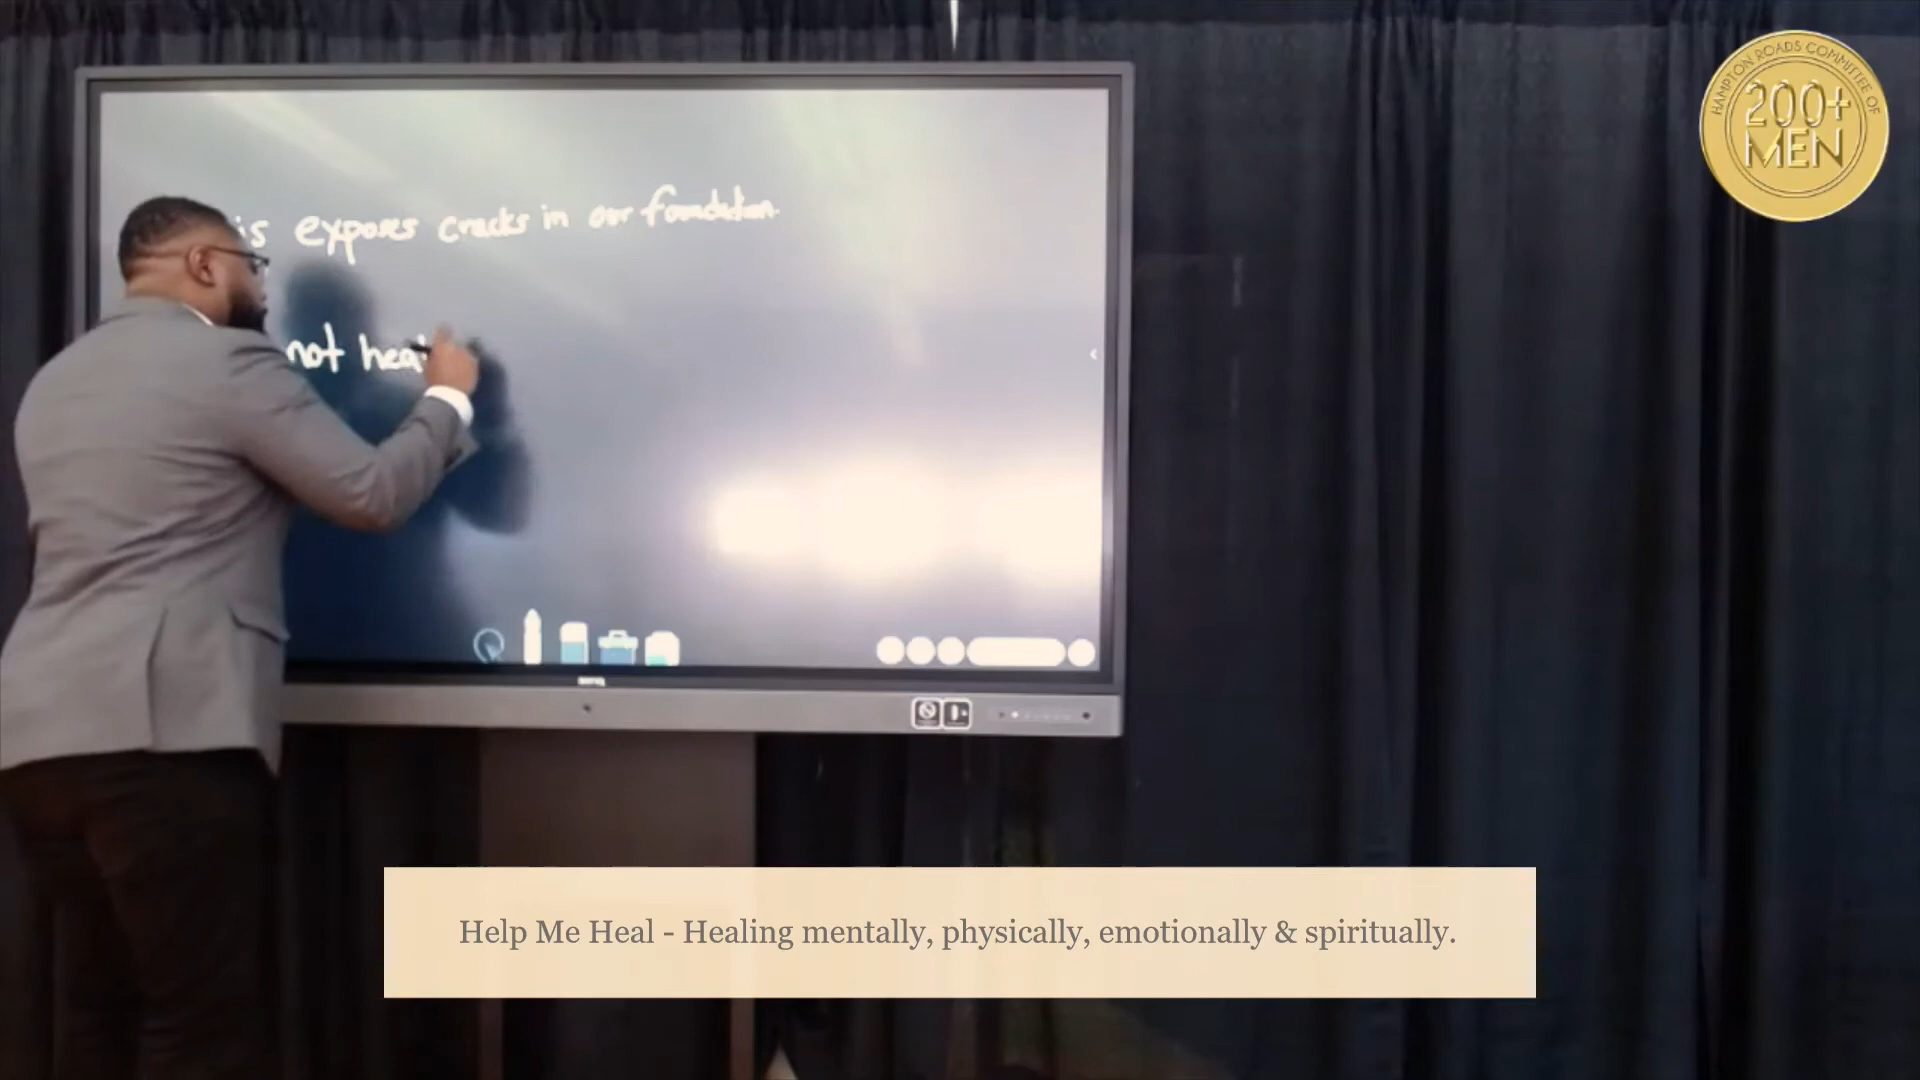 HAMPTON ROADS COMMITTEE OF
200+
MEN
is exposes cracks in our foundation.
not heal
Help Me Heal - Healing mentally, physically, emotionally & spiritually.